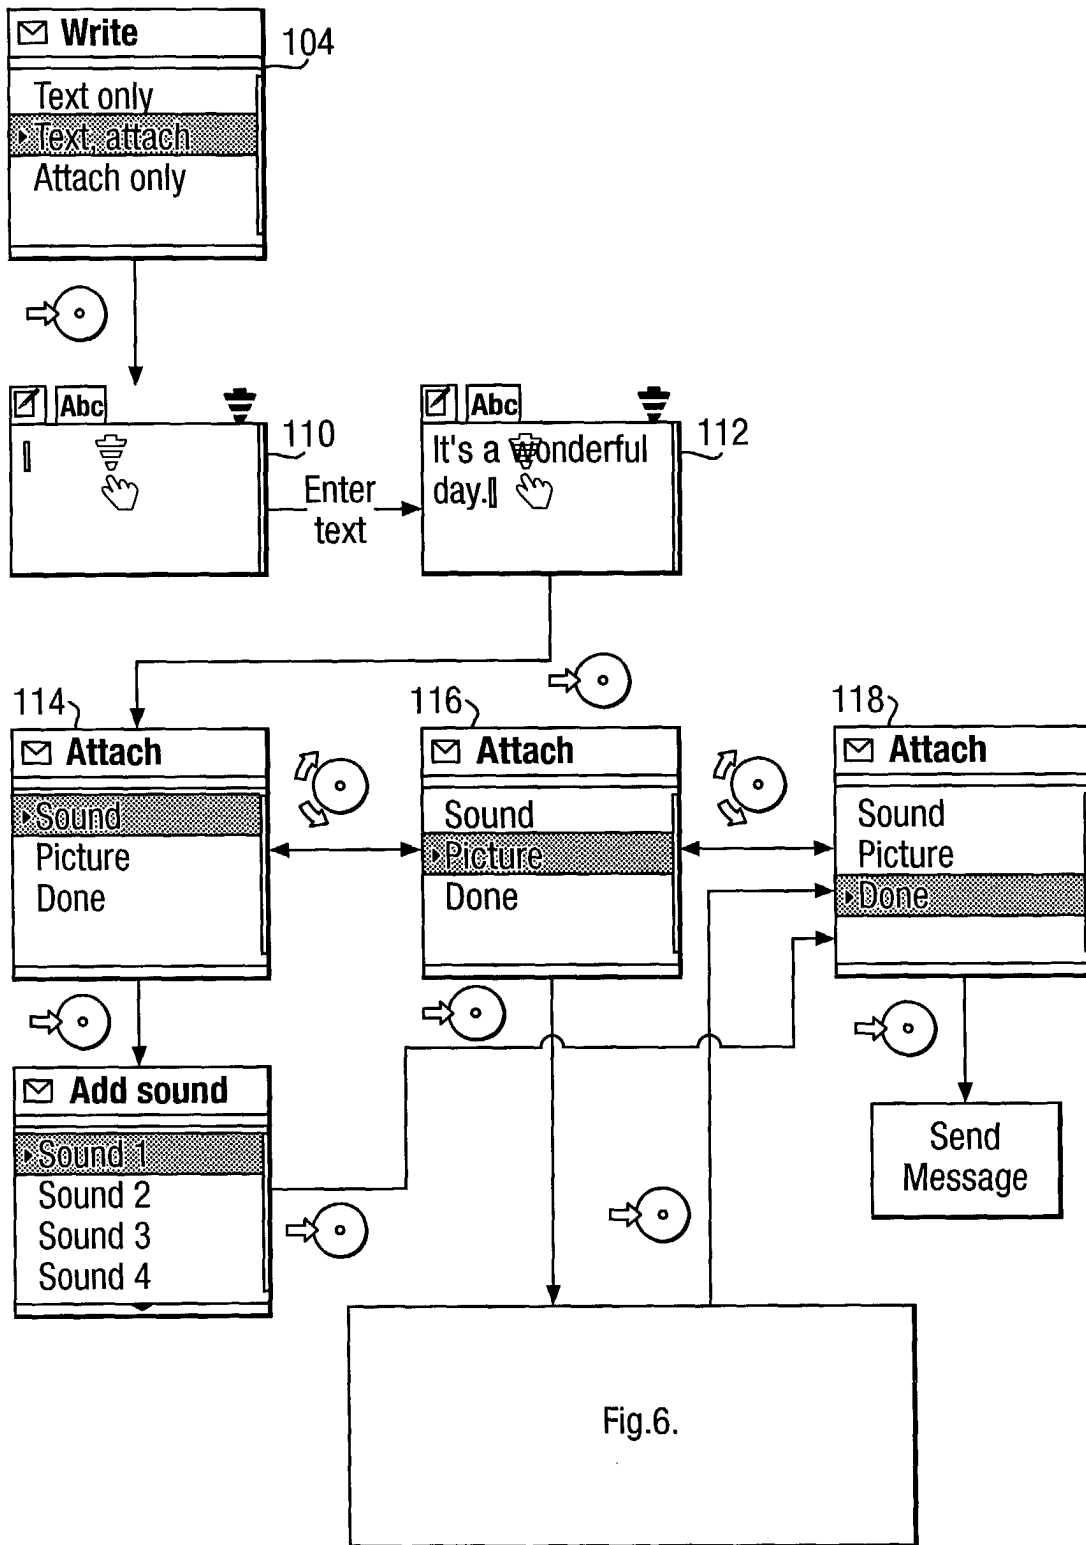 Write
104
Text only
Text, attach
Attach only
Abc
110
Enter
text
Abc
It's a wonderful
day.
112
114
Attach
Sound
Picture
Done
116
Attach
Sound
Picture
Done
118
Attach
Sound
Picture
Done
Add sound
Sound 1
Sound 2
Sound 3
Sound 4
Send
Message
Fig.6.